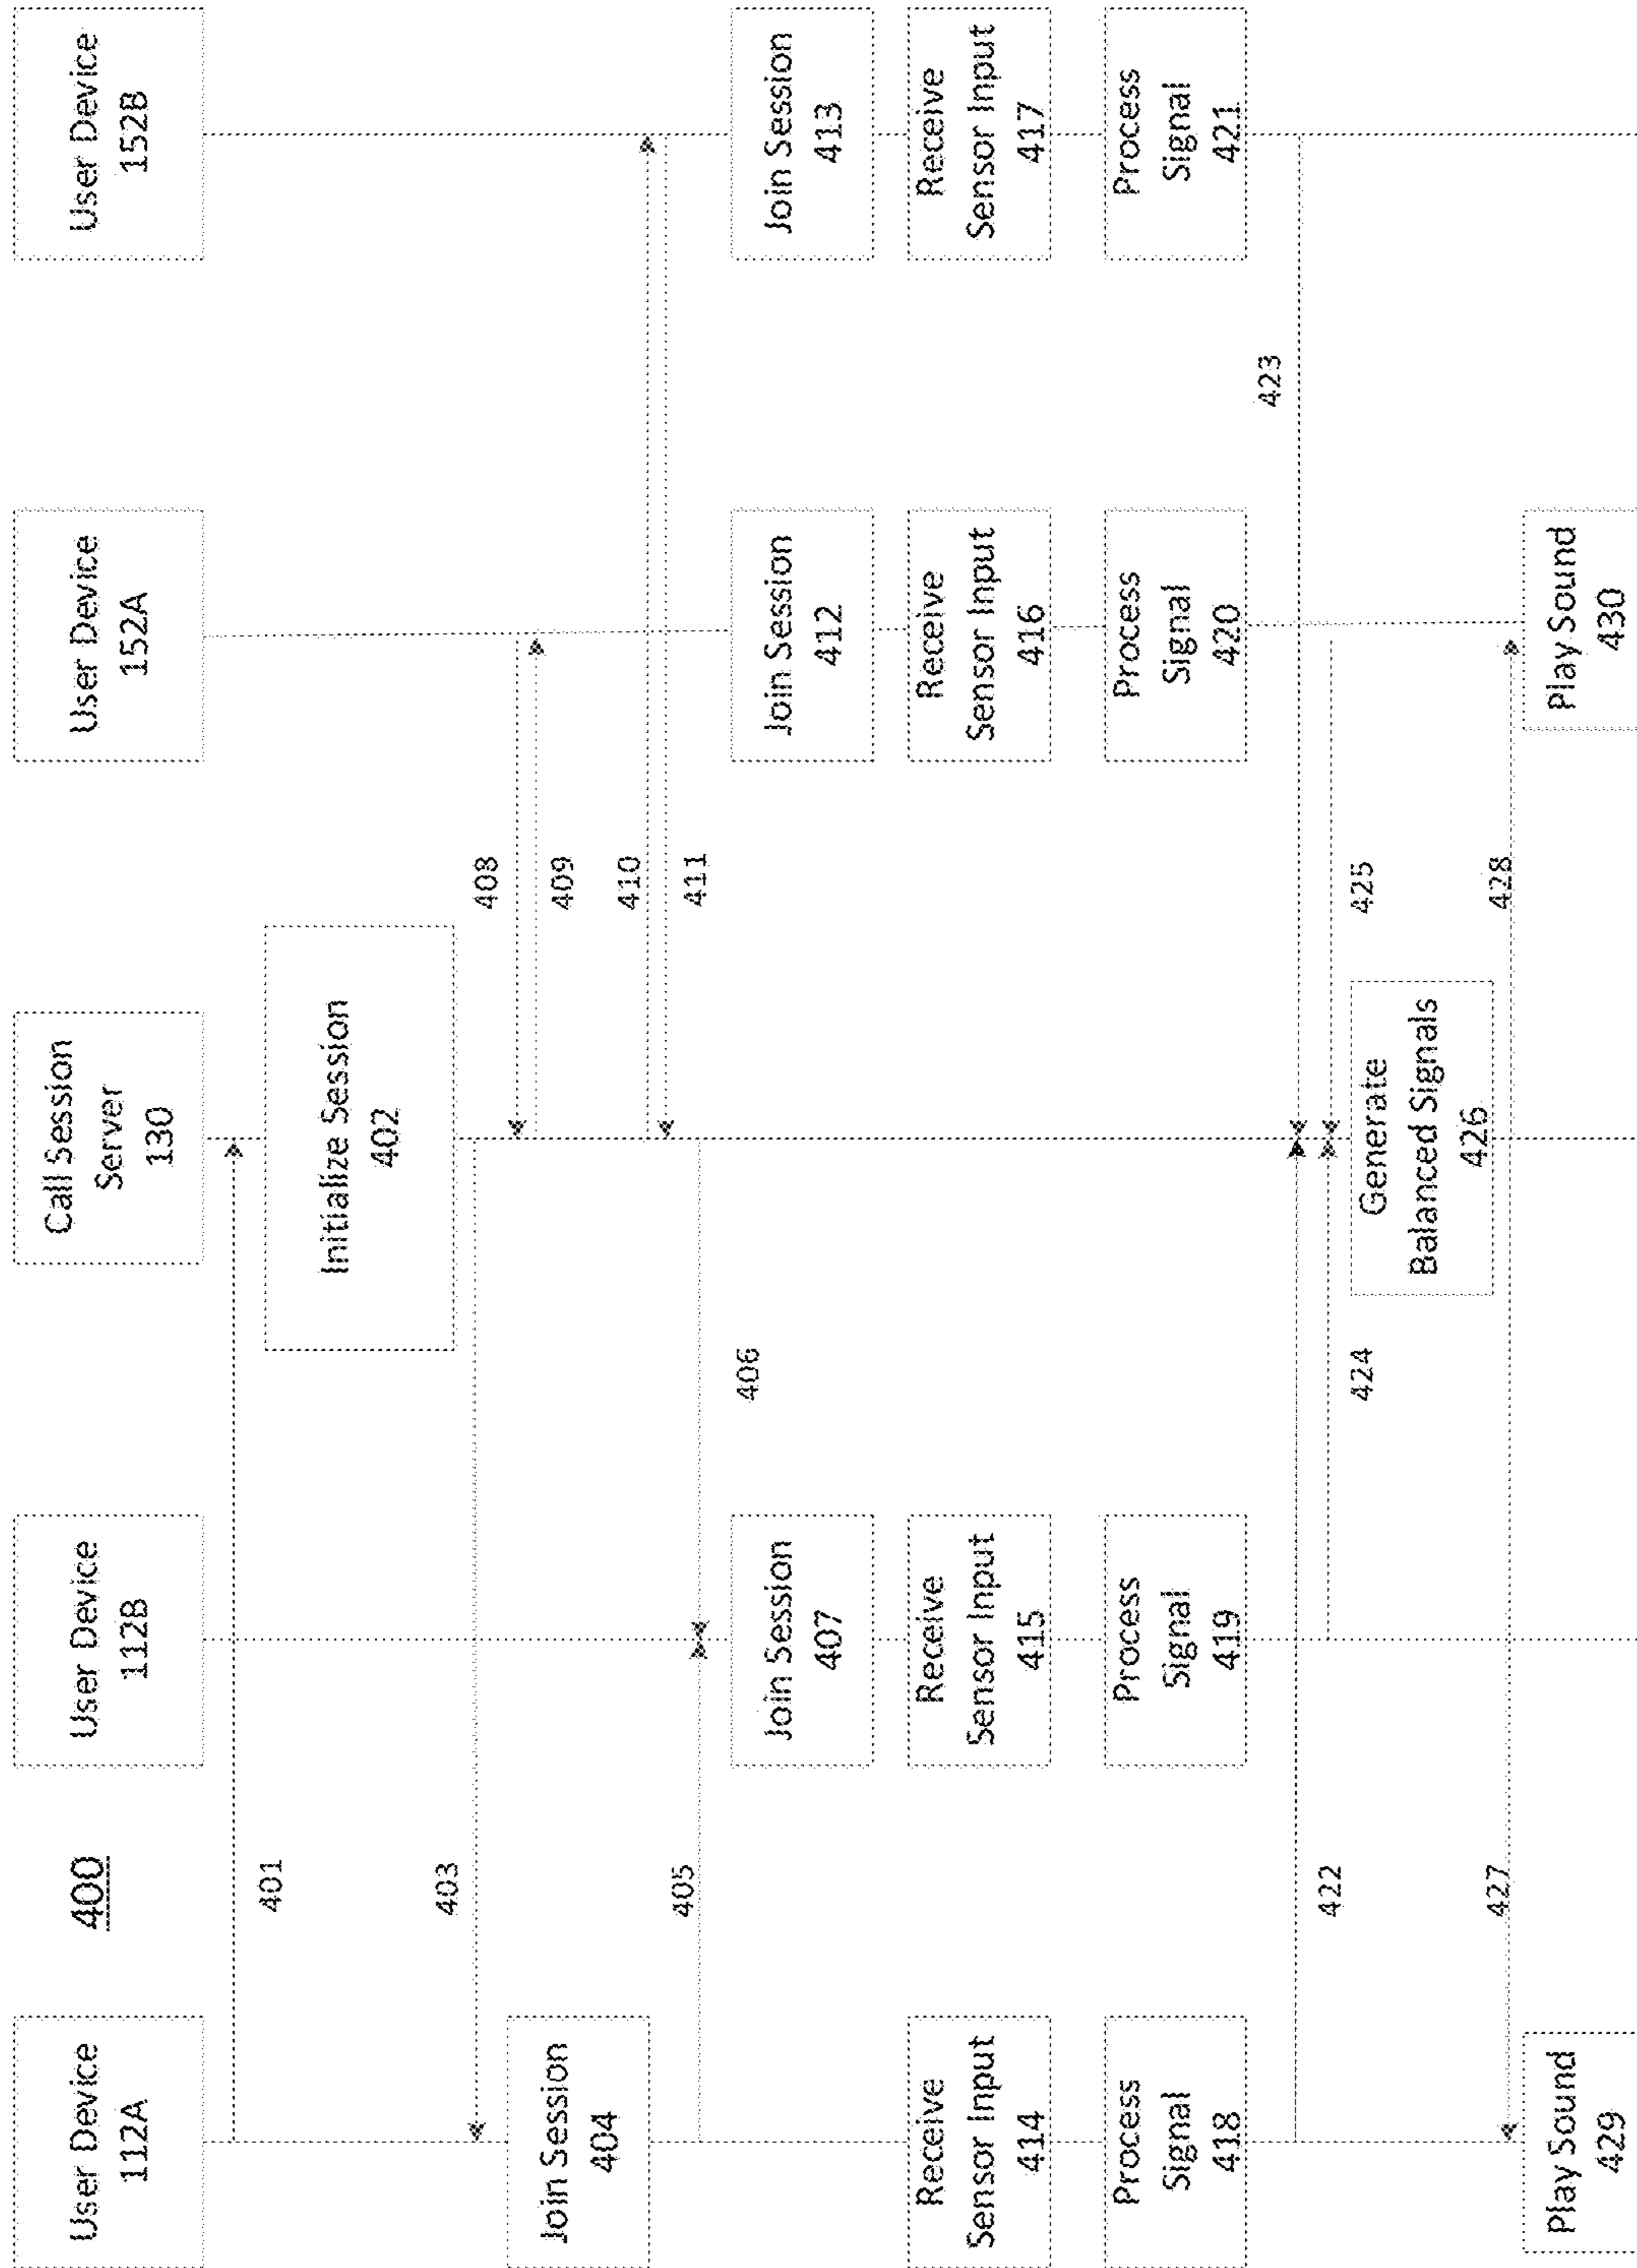 400
User Device
112A
User Device
112B
Call Session
Server
130
User Device
152A
User Device
152B
401
Initialize Session
402
403
408
409
Join Session
404
405
406
410
411
Join Session
407
Join Session
412
Join Session
413
Receive
Sensor Input
414
Receive
Sensor Input
415
Receive
Sensor Input
416
Receive
Sensor Input
417
Process
Signal
418
Process
Signal
419
Process
Signal
420
Process
Signal
421
422
423
424
425
Generate
Balanced Signals
426
427
428
Play Sound
429
Play Sound
430